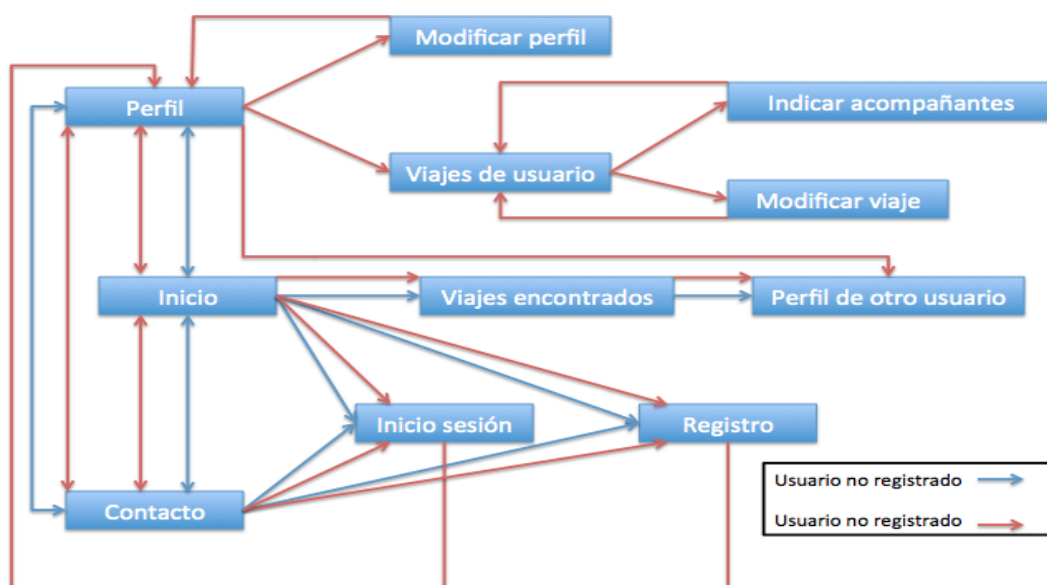 Modificar perfil
Perfil
Indicar acompañantes
Viajes de usuario
Modificar viaje
Inicio
Viajes encontrados
Perfil de otro usuario
Inicio sesión
Registro
Contacto
Usuario no registrado
Usuario no registrado